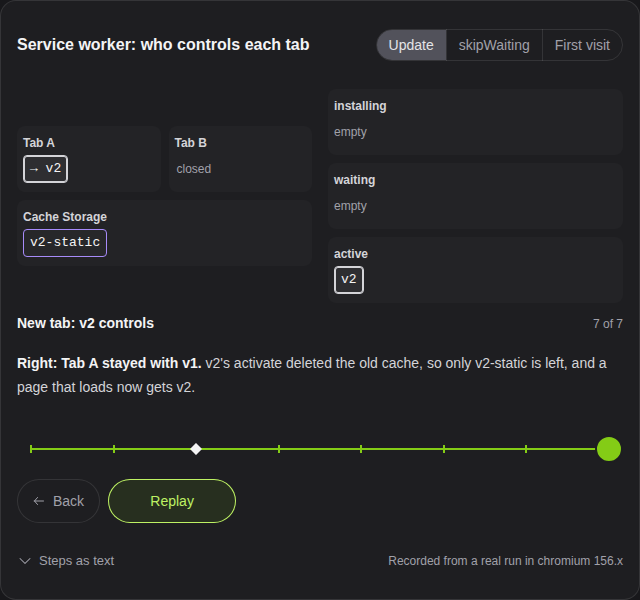 Service worker: who controls each tab
Update
skipWaiting
First visit
Tab A
→ v2
Tab B
closed
Cache Storage
v2-static
installing
empty
waiting
empty
active
v2
New tab: v2 controls
7 of 7
Right: Tab A stayed with v1. v2's activate deleted the old cache, so only v2-static is left, and a
page that loads now gets v2.
← Back
Replay
Steps as text
Recorded from a real run in chromium 156.x